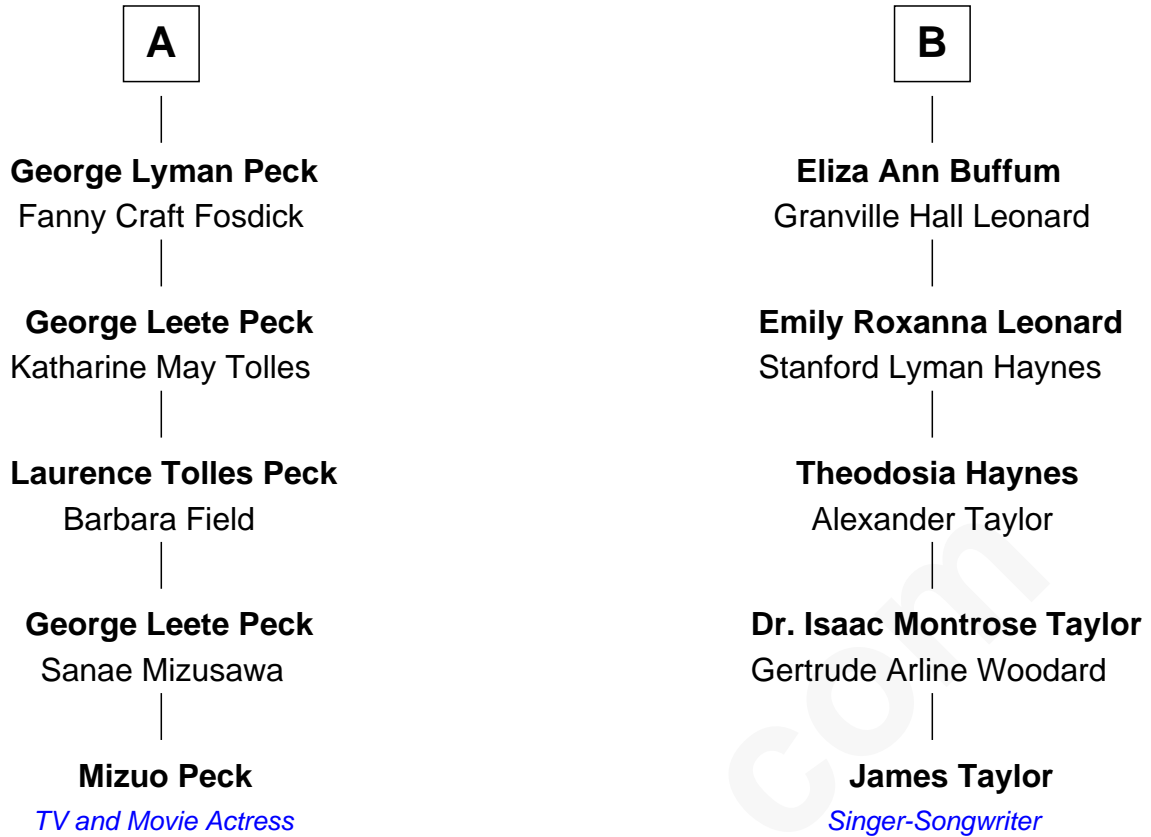 A
George Lyman Peck
Fanny Craft Fosdick
George Leete Peck
Katharine May Tolles
Laurence Tolles Peck
Barbara Field
George Leete Peck
Sanae Mizusawa
Mizuo Peck
TV and Movie Actress
B
Eliza Ann Buffum
Granville Hall Leonard
Emily Roxanna Leonard
Stanford Lyman Haynes
Theodosia Haynes
Alexander Taylor
Dr. Isaac Montrose Taylor
Gertrude Arline Woodard
James Taylor
Singer-Songwriter
com